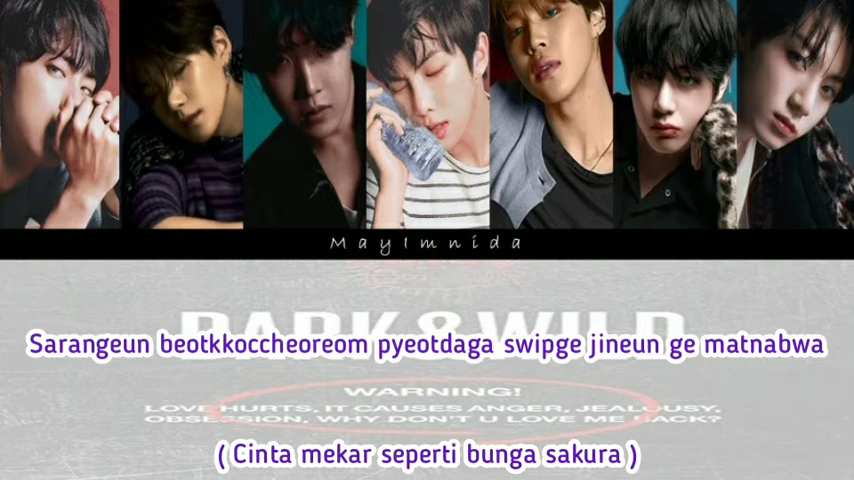 MayImnida
DARK & WILD
Sarangeun beotkkoccheoreom pyeotdaga swipge jineun ge matnabwa
WARNING!
LOVE HURTS, IT CAUSES ANGER, JEALOUSY,
OBSESSION, WHY DON'T U LOVE ME BACK?
( Cinta mekar seperti bunga sakura )